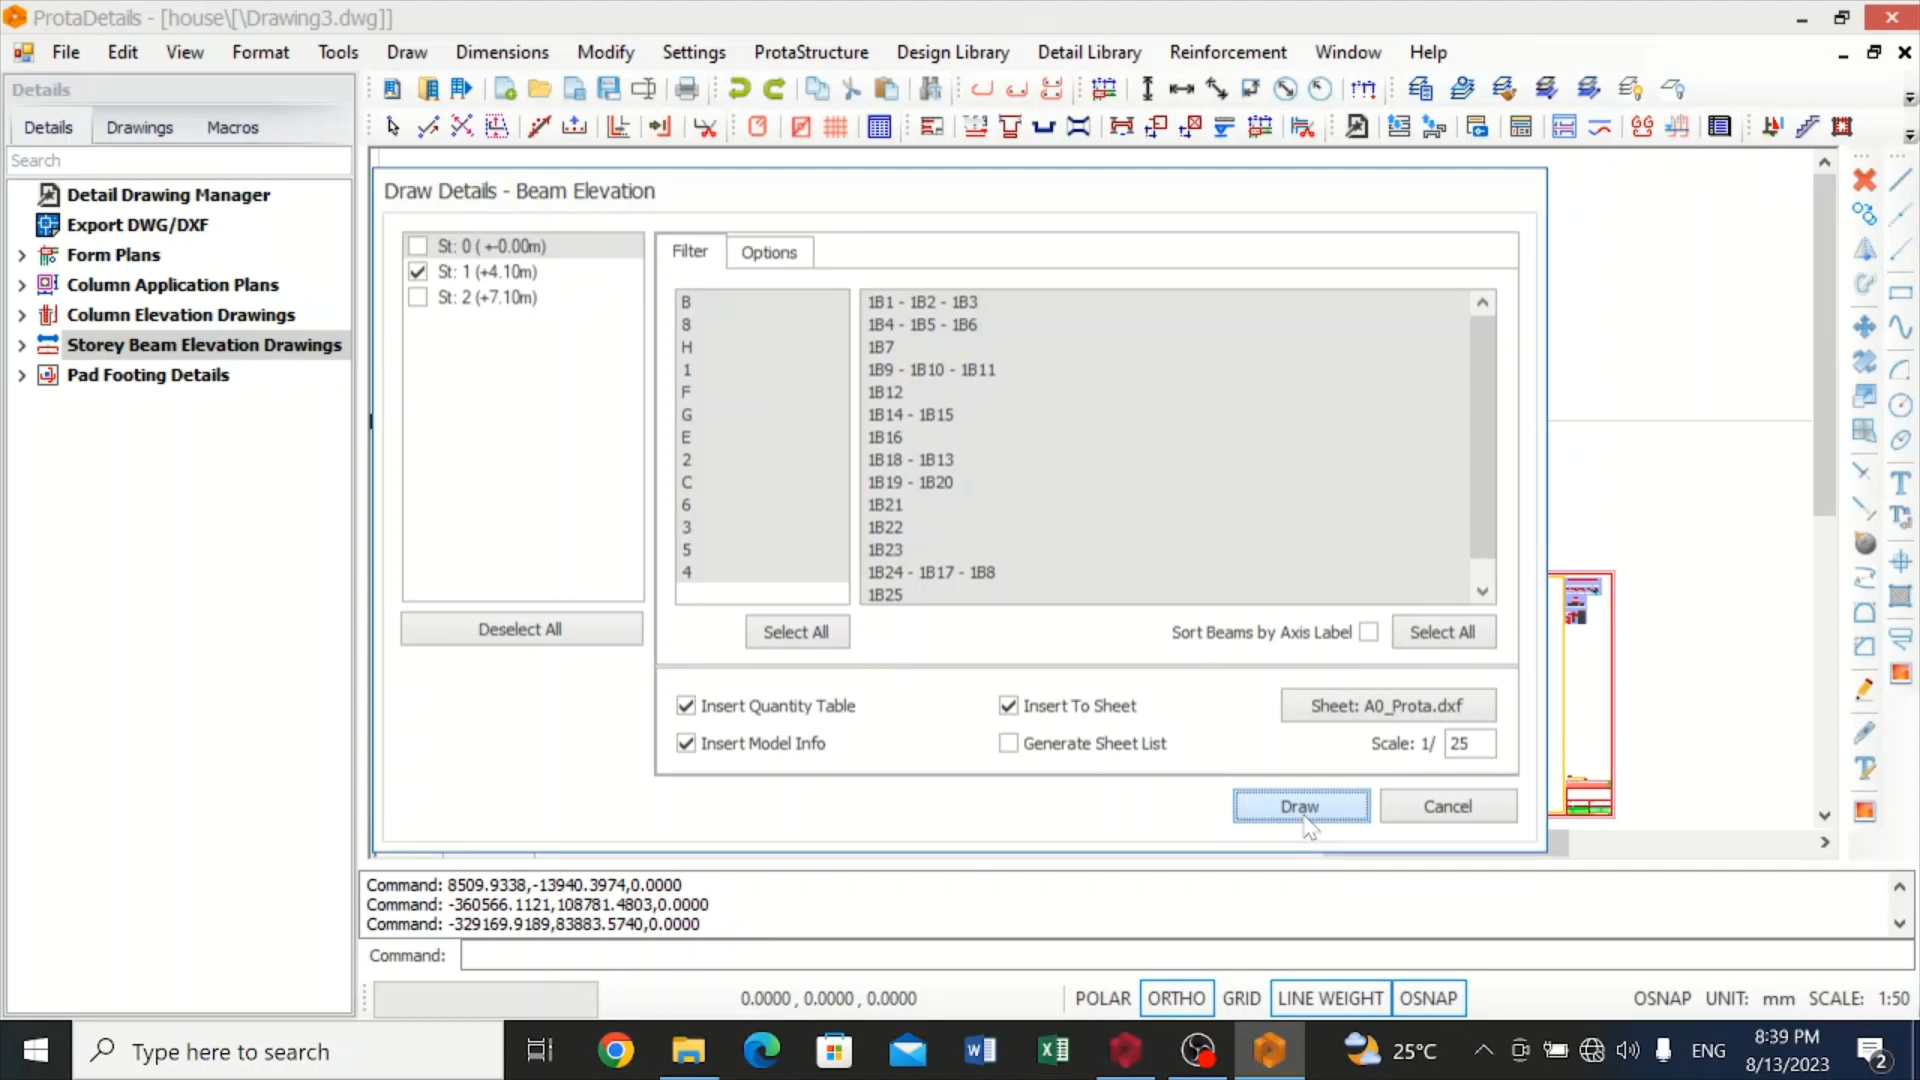 ProtaDetails - [house\[\Drawing3.dwg]]
File Edit View Format Tools Draw Dimensions Modify Settings ProtaStructure Design Library Detail Library Reinforcement Window Help
Details
Details Drawings Macros
Search
Detail Drawing Manager
Export DWG/DXF
Form Plans
Column Application Plans
Column Elevation Drawings
Storey Beam Elevation Drawings
Pad Footing Details
Draw Details - Beam Elevation
St: 0 ( +-0.00m)
St: 1 (+4.10m)
St: 2 (+7.10m)
Deselect All
Filter Options
B
8
H
1
F
G
E
2
C
6
3
5
4
1B1 - 1B2 - 1B3
1B4 - 1B5 - 1B6
1B7
1B9 - 1B10 - 1B11
1B12
1B14 - 1B15
1B16
1B18 - 1B13
1B19 - 1B20
1B21
1B22
1B23
1B24 - 1B17 - 1B8
1B25
Select All Sort Beams by Axis Label Select All
Insert Quantity Table Insert To Sheet Sheet: A0_Prota.dxf
Insert Model Info Generate Sheet List Scale: 1/ 25
Draw Cancel
Command: 8509.9338,-13940.3974,0.0000
Command: -360566.1121,108781.4803,0.0000
Command: -329169.9189,83883.5740,0.0000
Command:
0.0000 , 0.0000 , 0.0000 POLAR ORTHO GRID LINE WEIGHT OSNAP OSNAP UNIT: mm SCALE: 1:50
Type here to search 25°C ENG 8:39 PM
8/13/2023 2